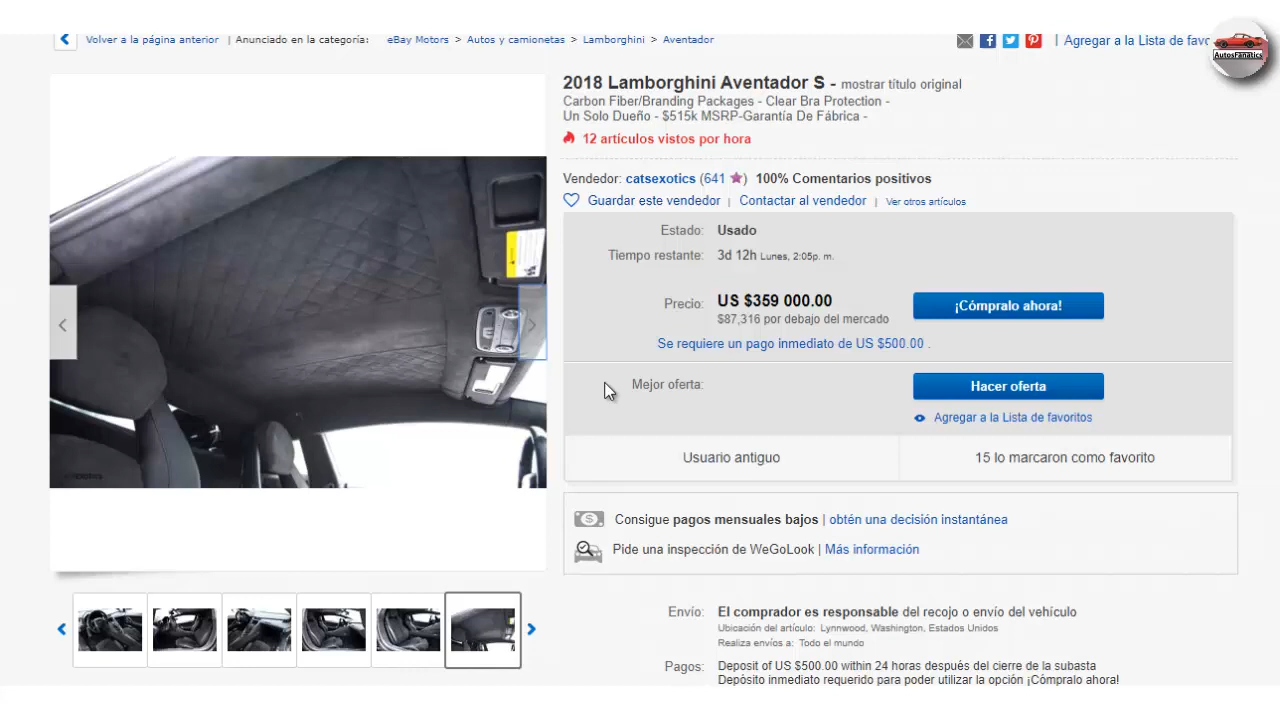 Volver a la página anterior | Anunciado en la categoría: eBay Motors > Autos y camionetas > Lamborghini > Aventador
| Agregar a la Lista de favo
AutosFanatics
2018 Lamborghini Aventador S - mostrar título original
Carbon Fiber/Branding Packages - Clear Bra Protection -
Un Solo Dueño - $515k MSRP-Garantía De Fábrica -
12 artículos vistos por hora
Vendedor: catsexotics (641 ) 100% Comentarios positivos
Guardar este vendedor | Contactar al vendedor | Ver otros artículos
Estado: Usado
Tiempo restante: 3d 12h Lunes, 2:05p. m.
Precio: US $359 000.00 ¡Cómpralo ahora!
$87,316 por debajo del mercado
Se requiere un pago inmediato de US $500.00 .
Mejor oferta: Hacer oferta
Agregar a la Lista de favoritos
Usuario antiguo 15 lo marcaron como favorito
Consigue pagos mensuales bajos | obtén una decisión instantánea
Pide una inspección de WeGoLook | Más información
Envío: El comprador es responsable del recojo o envío del vehículo
Ubicación del artículo: Lynnwood, Washington, Estados Unidos
Realiza envíos a: Todo el mundo
Pagos: Deposit of US $500.00 within 24 horas después del cierre de la subasta
Depósito inmediato requerido para poder utilizar la opción ¡Cómpralo ahora!